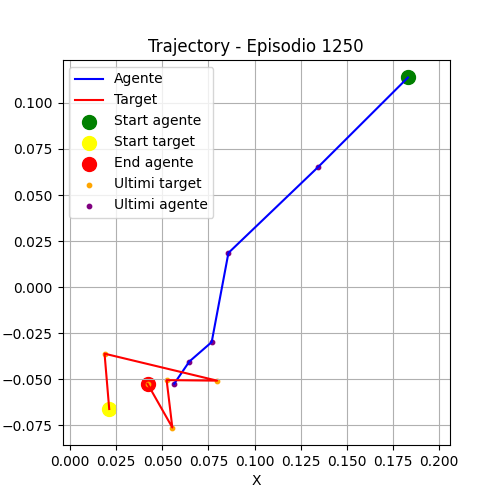 Trajectory - Episodio 1250
Agente
Target
Start agente
Start target
End agente
Ultimi target
Ultimi agente
0.100
0.075
0.050
0.025
0.000
−0.025
−0.050
−0.075
0.000 0.025 0.050 0.075 0.100 0.125 0.150 0.175 0.200
X